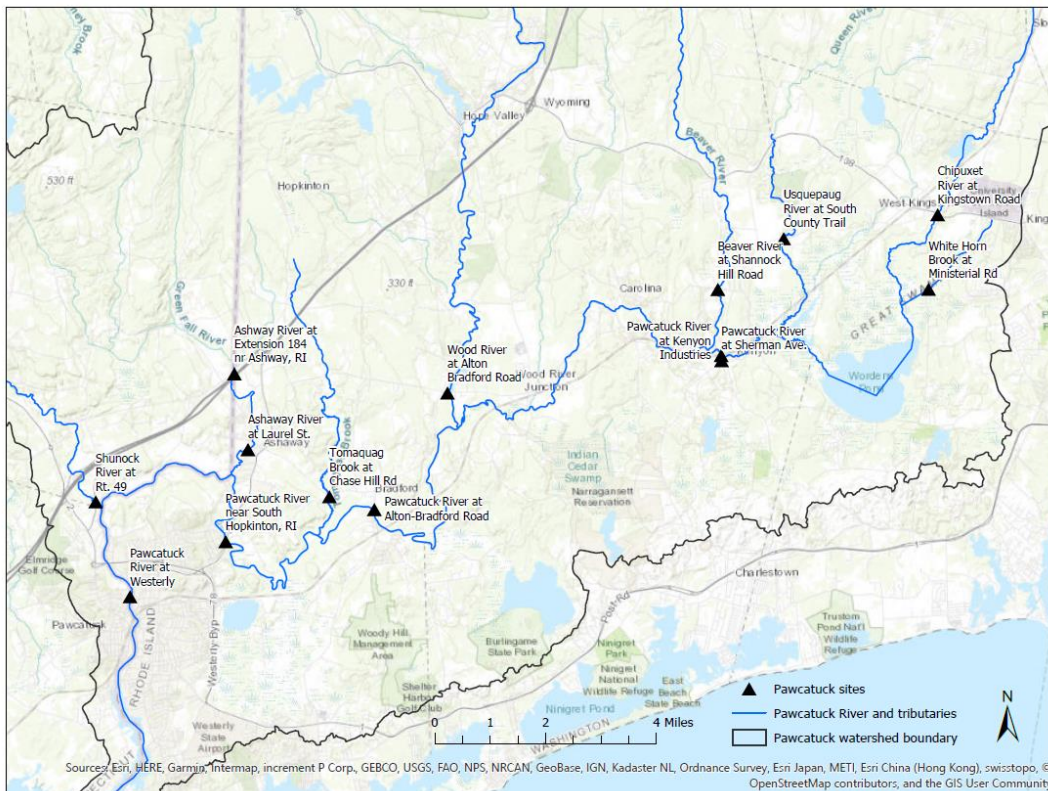 Queen River
Wyoming
Hope Valley
Beaver River
138
530 ft
Hopkinton
Chipuxet
River at
Kingstown Road
University
Island
West Kings
Usquepaug
River at South
County Trail
White Horn
Brook at
Ministerial Rd
Beaver River
at Shannock
Hill Road
330 ft
Carolina
GREAT SWA
Green Fall River
Ashway River at
Extension 184
nr Ashway, RI
Pawcatuck River
at Kenyon
Industries
Pawcatuck River
at Sherman Ave.
Wood River
at Alton
Bradford Road
Wood River
Junction
Worden
Pond
Ashaway River
at Laurel St.
Ashaway
Shunock
River at
Rt. 49
Tomaquag
Brook at
Chase Hill Rd
Indian
Cedar
Swamp
Narragansett
Reservation
Bradford
Pawcatuck River at
Alton-Bradford Road
Pawcatuck River
near South
Hopkinton, RI
Elmridge
Golf Course
Pawcatuck
River at
Westerly
Charlestown
Post Rd
Westerly Byp
78
Pawcatuck
RHODE ISLAND
Woody Hill
Management
Area
Burlingame
State Park
Ninigret
Park
Ninigret
National
Wildlife Refuge
Trustom
Pond Nat'l
Wildlife
Refuge
East
Beach
State Beach
Shelter
Harbor
Golf Club
Ninigret Pond
WASHINGTON
Westerly
State
Airport
0 1 2 4 Miles
Pawcatuck sites
Pawcatuck River and tributaries
Pawcatuck watershed boundary
N
Sources: Esri, HERE, Garmin, Intermap, increment P Corp., GEBCO, USGS, FAO, NPS, NRCAN, GeoBase, IGN, Kadaster NL, Ordnance Survey, Esri Japan, METI, Esri China (Hong Kong), swisstopo, ©
OpenStreetMap contributors, and the GIS User Community